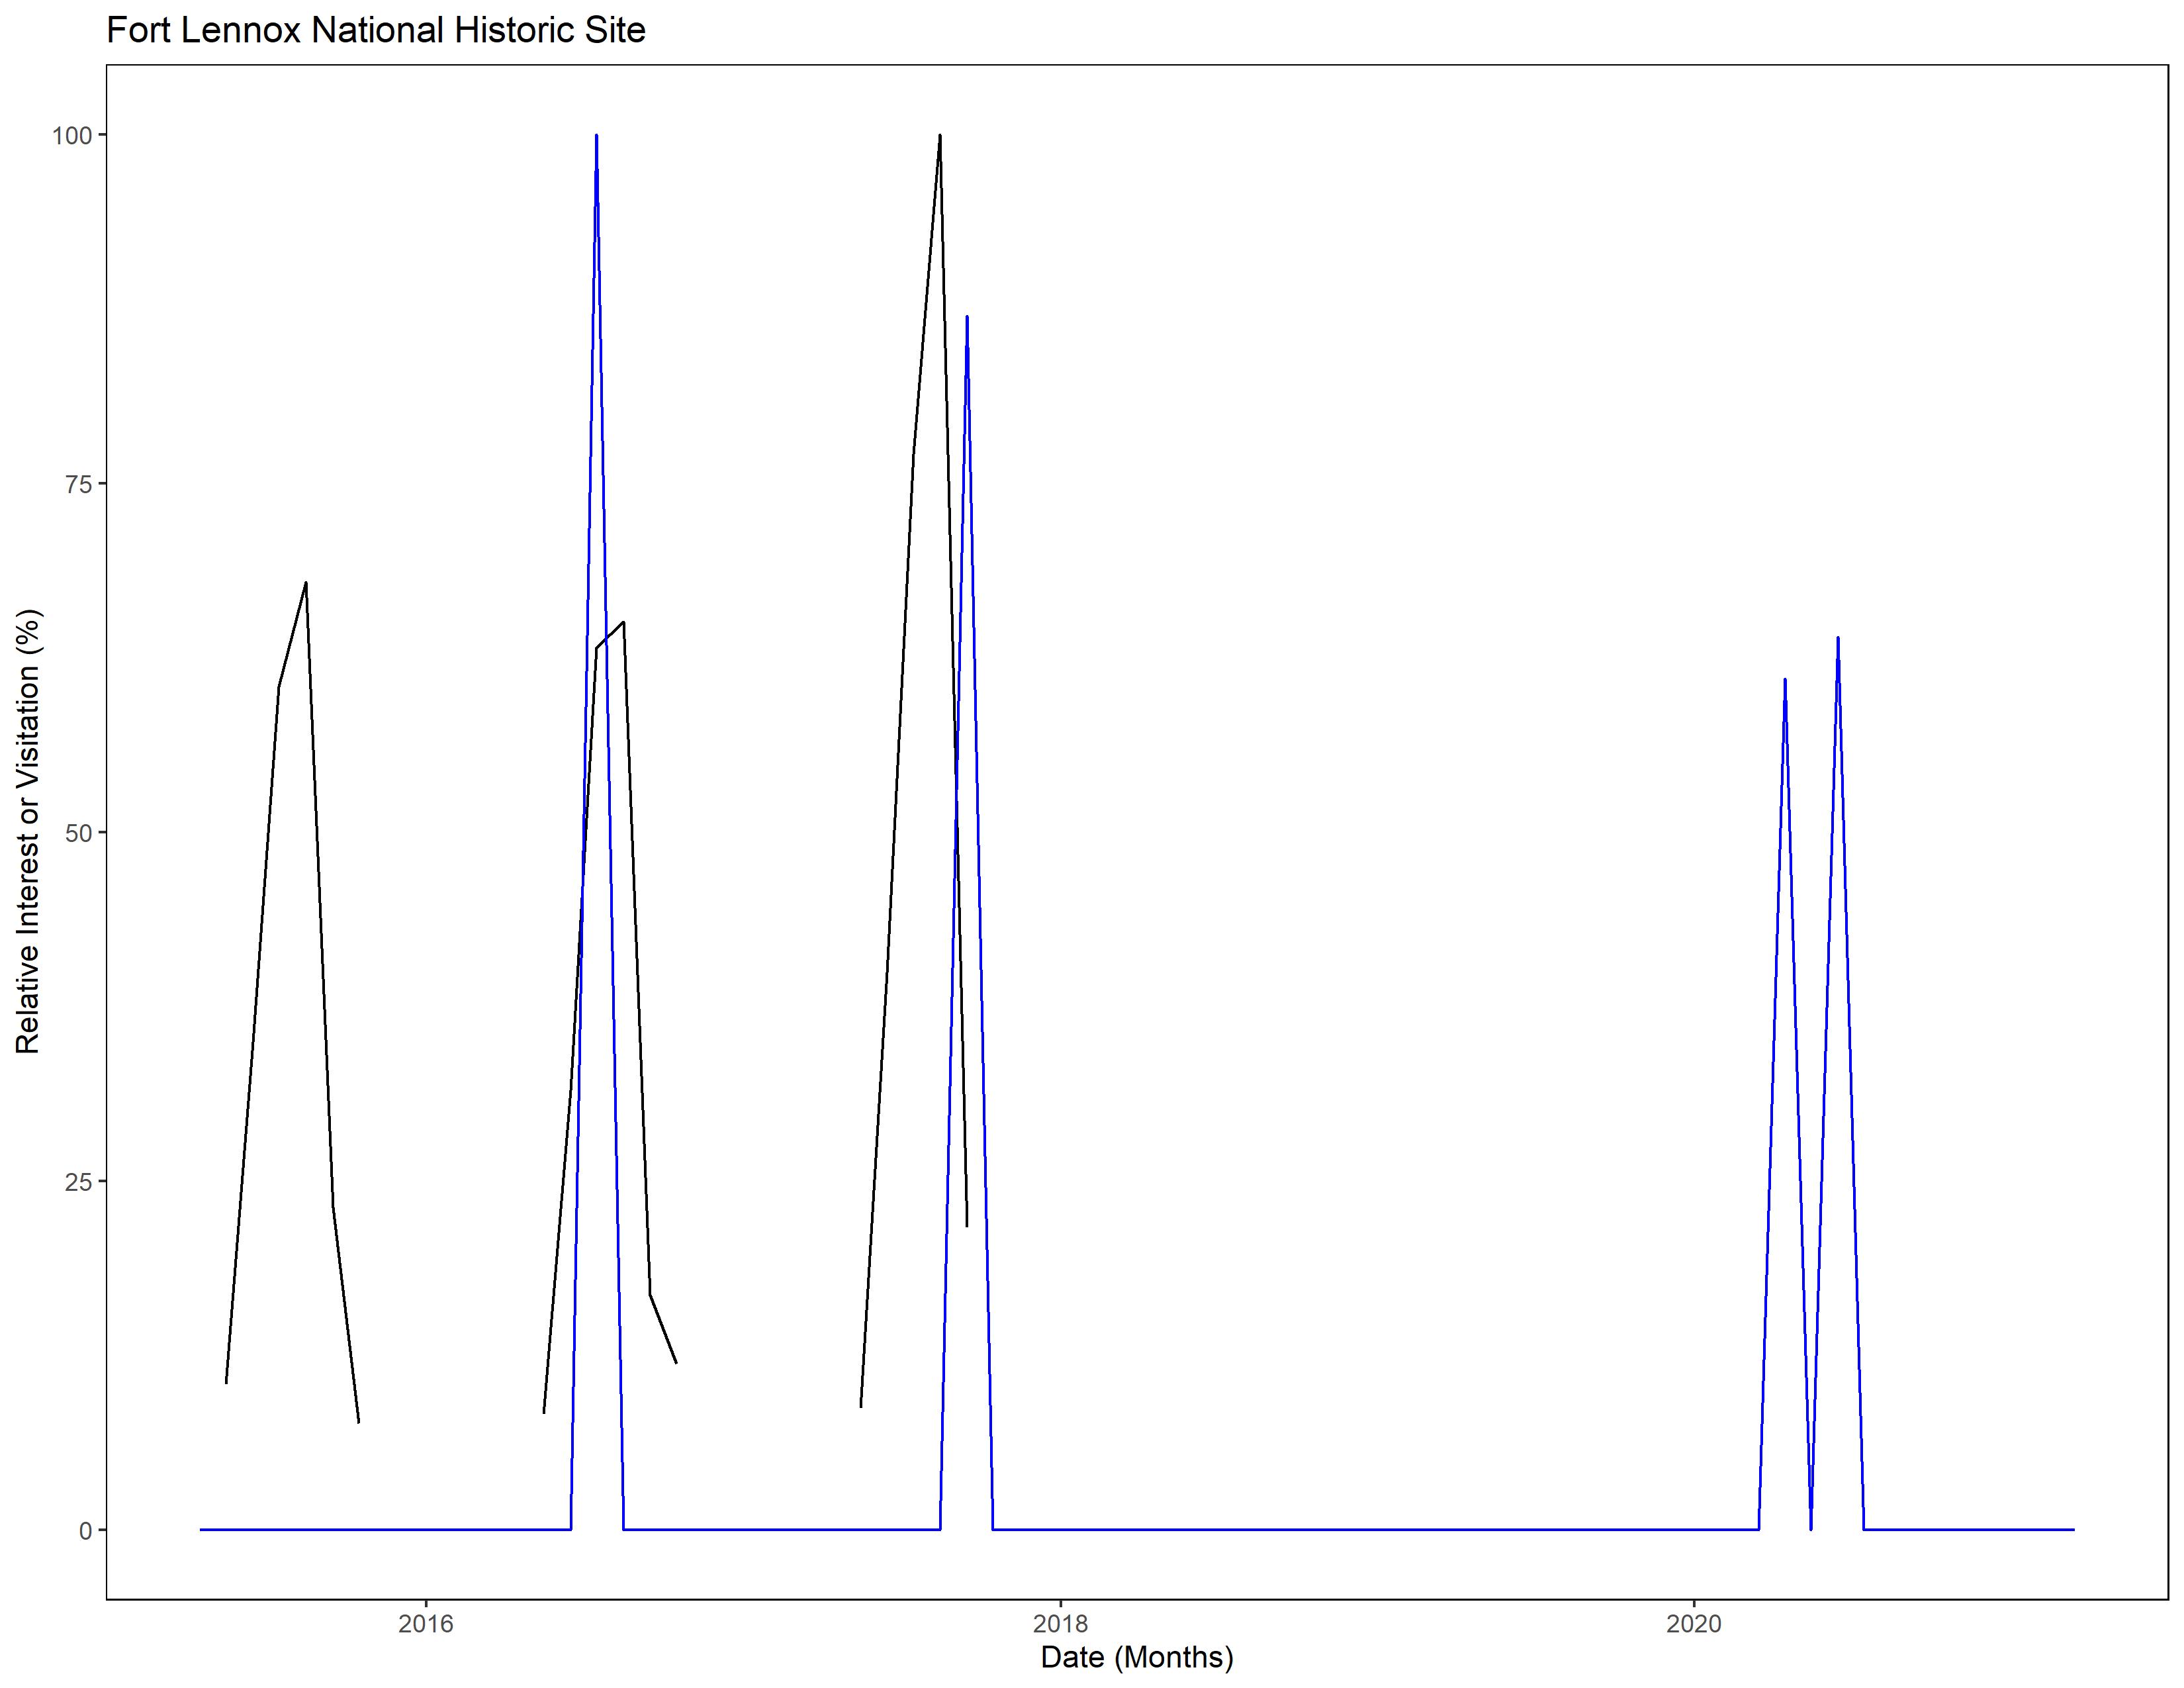 Fort Lennox National Historic Site
Relative Interest or Visitation (%)
100
75
50
25
0
2016
2018
2020
Date (Months)